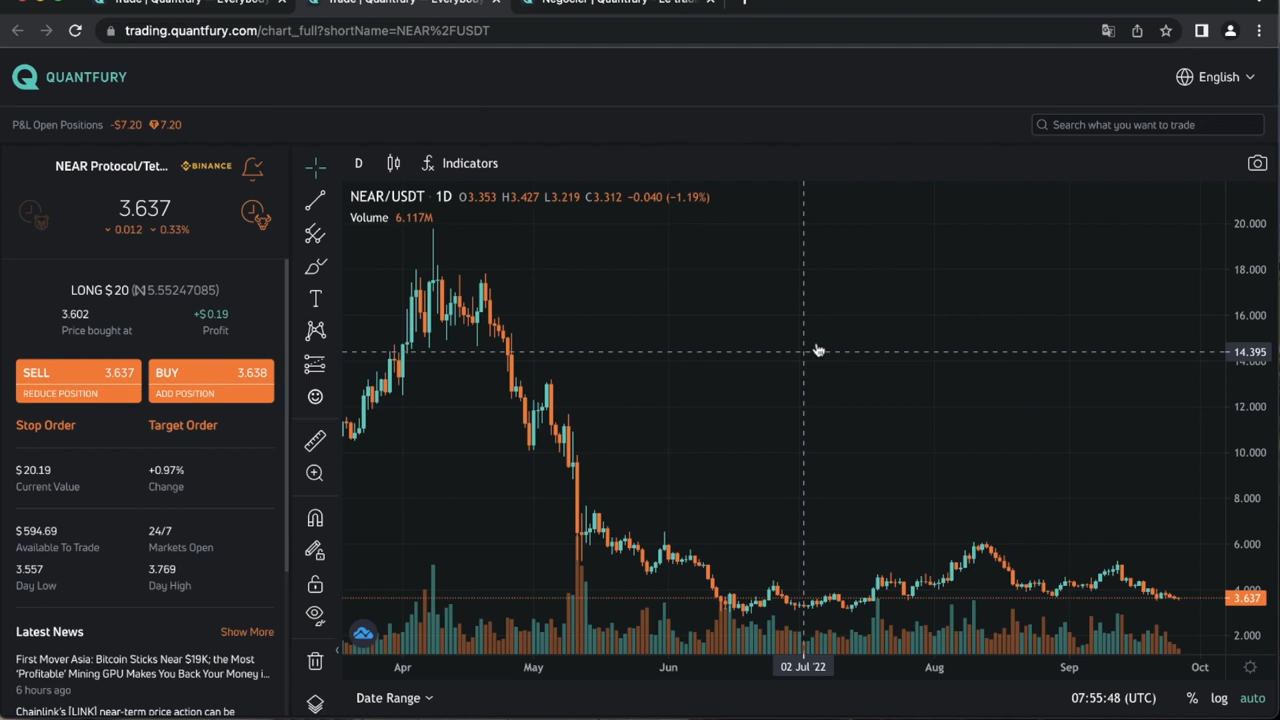 trading.quantfury.com/chart_full?shortName=NEAR%2FUSDT
QUANTFURY
English
P&L Open Positions -$7.20 7.20
Search what you want to trade
NEAR Protocol/Tet... BINANCE
3.637
0.012 0.33%
LONG $20 (5.55247085)
3.602 +$0.19
Price bought at Profit
SELL 3.637 BUY 3.638
REDUCE POSITION ADD POSITION
Stop Order Target Order
$20.19 +0.97%
Current Value Change
$594.69 24/7
Available To Trade Markets Open
3.557 3.769
Day Low Day High
Latest News Show More
First Mover Asia: Bitcoin Sticks Near $19K; the Most
'Profitable' Mining GPU Makes You Back Your Money i...
6 hours ago
Chainlink's [LINK] near-term price action can be
D Indicators
NEAR/USDT 1D O3.353 H3.427 L3.219 C3.312 -0.040 (-1.19%)
Volume 6.117M
20.000
18.000
16.000
14.395
12.000
10.000
8.000
6.000
3.637
Apr May Jun 02 Jul '22 Aug Sep Oct
Date Range 07:55:48 (UTC) % log auto